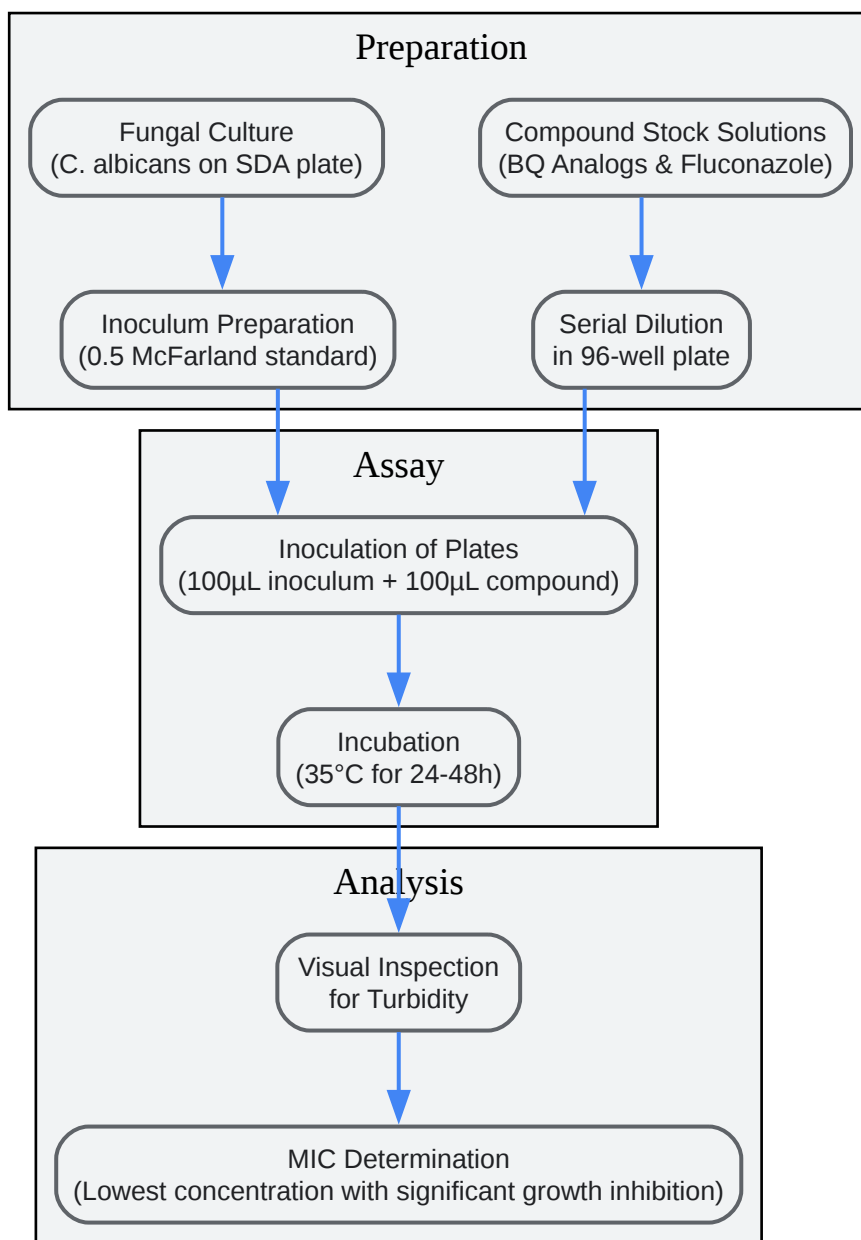 Preparation
Fungal Culture
(C. albicans on SDA plate)
Compound Stock Solutions
(BQ Analogs & Fluconazole)
Inoculum Preparation
(0.5 McFarland standard)
Serial Dilution
in 96-well plate
Assay
Inoculation of Plates
(100µL inoculum + 100µL compound)
Incubation
(35°C for 24-48h)
Analysis
Visual Inspection
for Turbidity
MIC Determination
(Lowest concentration with significant growth inhibition)